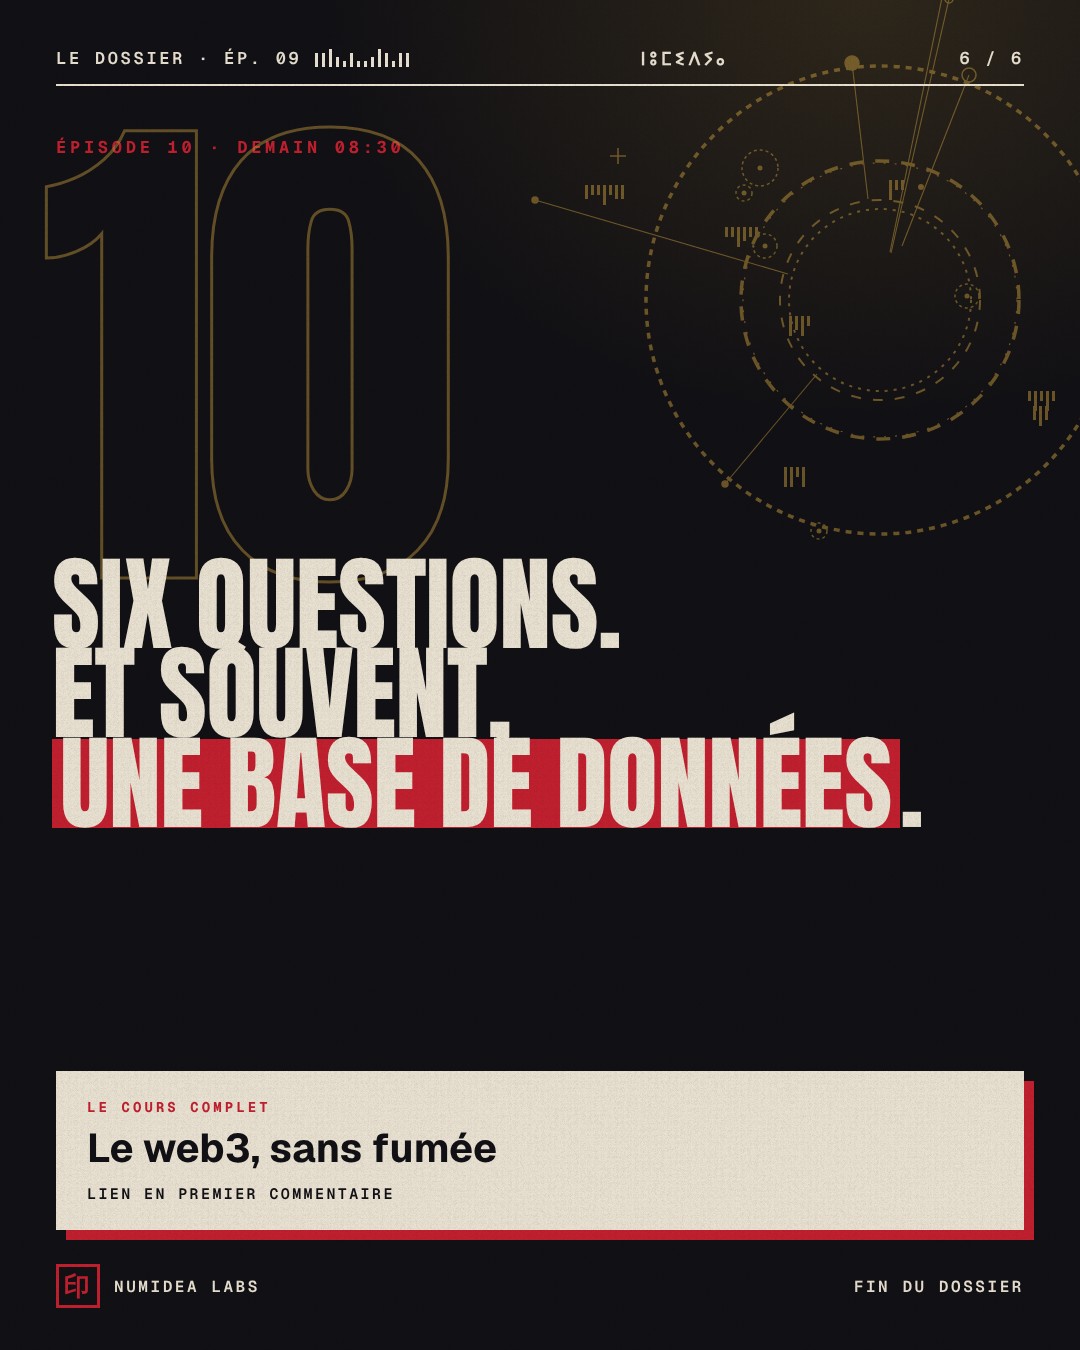 LE DOSSIER · ÉP. 09
ⵏⵓⵎⵉⴷⵢⴰ
6 / 6
ÉPISODE 10 · DEMAIN 08:30
10
SIX QUESTIONS.
ET SOUVENT,
UNE BASE DE DONNÉES.
LE COURS COMPLET
Le web3, sans fumée
LIEN EN PREMIER COMMENTAIRE
印 NUMIDEA LABS
FIN DU DOSSIER